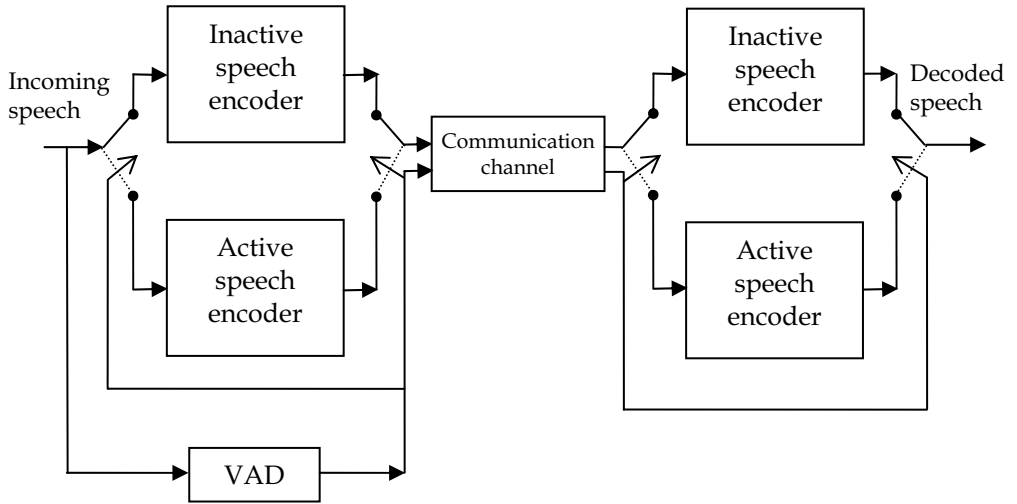 Incoming
speech
Inactive
speech
encoder
Active
speech
encoder
VAD
Communication
channel
Inactive
speech
encoder
Active
speech
encoder
Decoded
speech